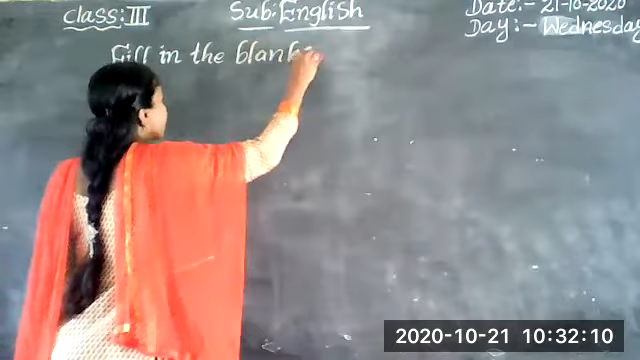 Class: III
Sub: English
Date:- 21-10-2020
Day:- Wednesday
Fill in the blanks
2020-10-21 10:32:10